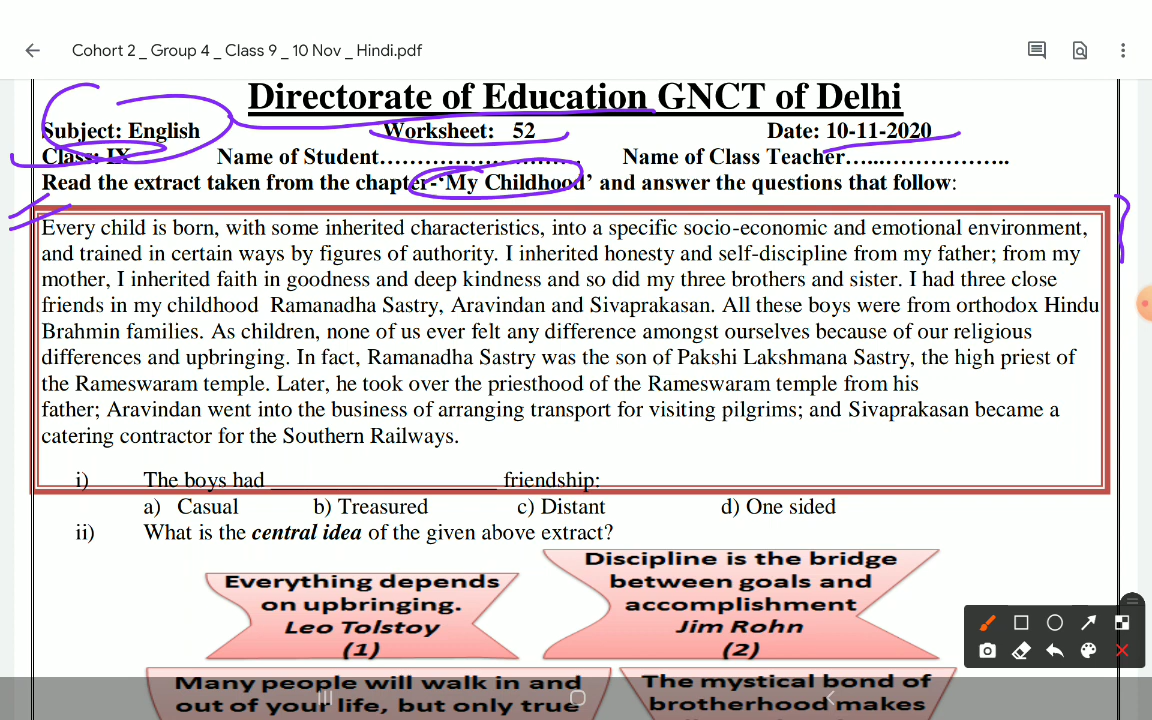 Cohort 2 _ Group 4 _ Class 9 _ 10 Nov _ Hindi.pdf
Directorate of Education GNCT of Delhi
Subject: English Worksheet: 52 Date: 10-11-2020
Class: IX Name of Student........................... Name of Class Teacher......................
Read the extract taken from the chapter-‘My Childhood’ and answer the questions that follow:
Every child is born, with some inherited characteristics, into a specific socio-economic and emotional environment,
and trained in certain ways by figures of authority. I inherited honesty and self-discipline from my father; from my
mother, I inherited faith in goodness and deep kindness and so did my three brothers and sister. I had three close
friends in my childhood Ramanadha Sastry, Aravindan and Sivaprakasan. All these boys were from orthodox Hindu
Brahmin families. As children, none of us ever felt any difference amongst ourselves because of our religious
differences and upbringing. In fact, Ramanadha Sastry was the son of Pakshi Lakshmana Sastry, the high priest of
the Rameswaram temple. Later, he took over the priesthood of the Rameswaram temple from his
father; Aravindan went into the business of arranging transport for visiting pilgrims; and Sivaprakasan became a
catering contractor for the Southern Railways.
i) The boys had ____________________ friendship:
a) Casual b) Treasured c) Distant d) One sided
ii) What is the central idea of the given above extract?
Everything depends
on upbringing.
Leo Tolstoy
(1)
Discipline is the bridge
between goals and
accomplishment
Jim Rohn
(2)
Many people will walk in and
out of your life, but only true
The mystical bond of
brotherhood makes